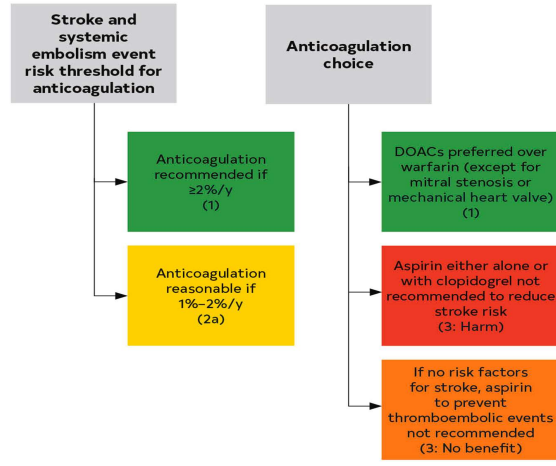 Stroke and
systemic
embolism event
risk threshold for
anticoagulation
Anticoagulation
recommended if
≥2%/y
(1)
Anticoagulation
reasonable if
1%–2%/y
(2a)
Anticoagulation
choice
DOACs preferred over
warfarin (except for
mitral stenosis or
mechanical heart valve)
(1)
Aspirin either alone or
with clopidogrel not
recommended to reduce
stroke risk
(3: Harm)
If no risk factors
for stroke, aspirin
to prevent
thromboembolic events
not recommended
(3: No benefit)